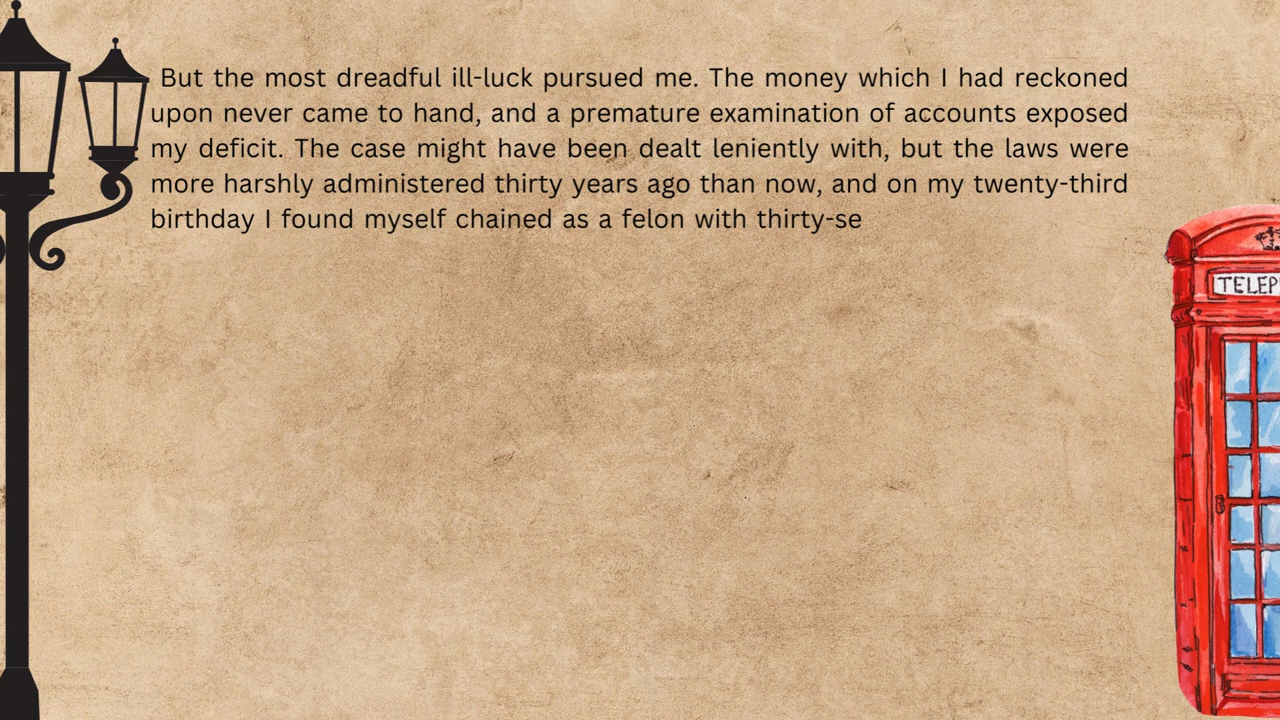 But the most dreadful ill-luck pursued me. The money which I had reckoned
upon never came to hand, and a premature examination of accounts exposed
my deficit. The case might have been dealt leniently with, but the laws were
more harshly administered thirty years ago than now, and on my twenty-third
birthday I found myself chained as a felon with thirty-se
TELEP